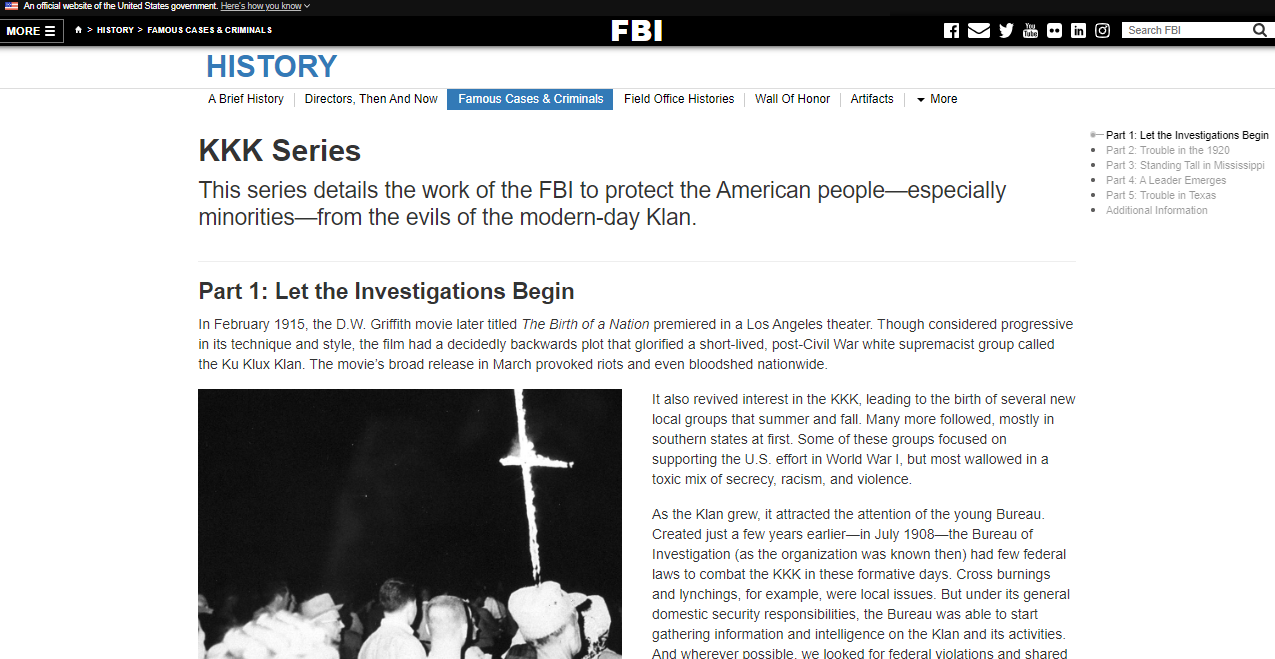 An official website of the United States government. Here's how you know
MORE
> HISTORY > FAMOUS CASES & CRIMINALS
FBI
You Tube
in
Search FBI
HISTORY
A Brief History
Directors, Then And Now
Famous Cases & Criminals
Field Office Histories
Wall Of Honor
Artifacts
More
KKK Series
This series details the work of the FBI to protect the American people—especially
minorities—from the evils of the modern-day Klan.
Part 1: Let the Investigations Begin
Part 2: Trouble in the 1920
Part 3: Standing Tall in Mississippi
Part 4: A Leader Emerges
Part 5: Trouble in Texas
Additional Information
Part 1: Let the Investigations Begin
In February 1915, the D.W. Griffith movie later titled The Birth of a Nation premiered in a Los Angeles theater. Though considered progressive
in its technique and style, the film had a decidedly backwards plot that glorified a short-lived, post-Civil War white supremacist group called
the Ku Klux Klan. The movie's broad release in March provoked riots and even bloodshed nationwide.
It also revived interest in the KKK, leading to the birth of several new
local groups that summer and fall. Many more followed, mostly in
southern states at first. Some of these groups focused on
supporting the U.S. effort in World War I, but most wallowed in a
toxic mix of secrecy, racism, and violence.
As the Klan grew, it attracted the attention of the young Bureau.
Created just a few years earlier—in July 1908—the Bureau of
Investigation (as the organization was known then) had few federal
laws to combat the KKK in these formative days. Cross burnings
and lynchings, for example, were local issues. But under its general
domestic security responsibilities, the Bureau was able to start
gathering information and intelligence on the Klan and its activities.
And wherever possible, we looked for federal violations and shared